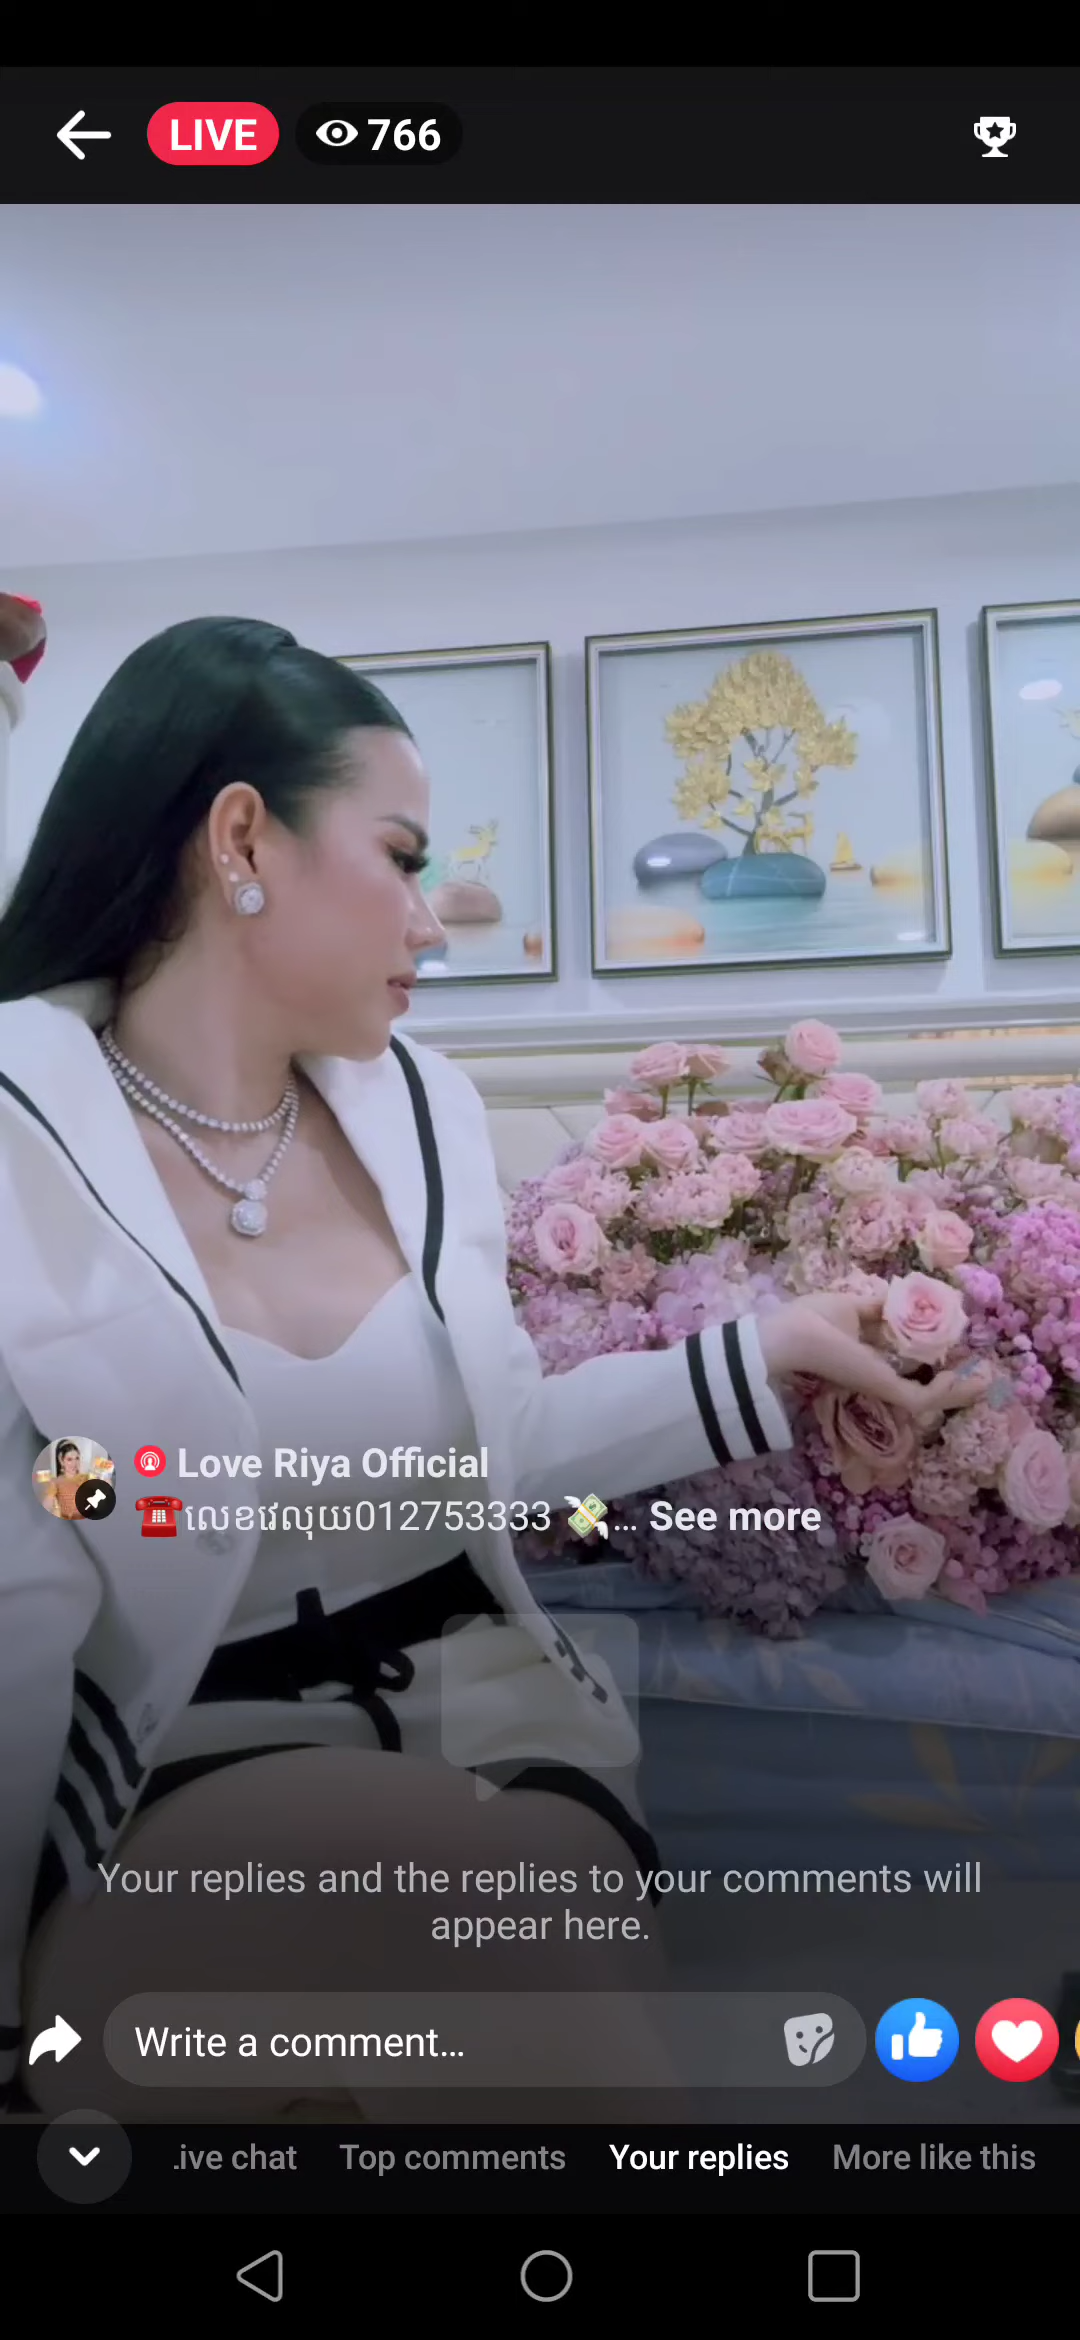 LIVE 766
Love Riya Official
☎️លេខវេលុយ012753333 💸... See more
Your replies and the replies to your comments will
appear here.
Write a comment...
.ive chat Top comments Your replies More like this